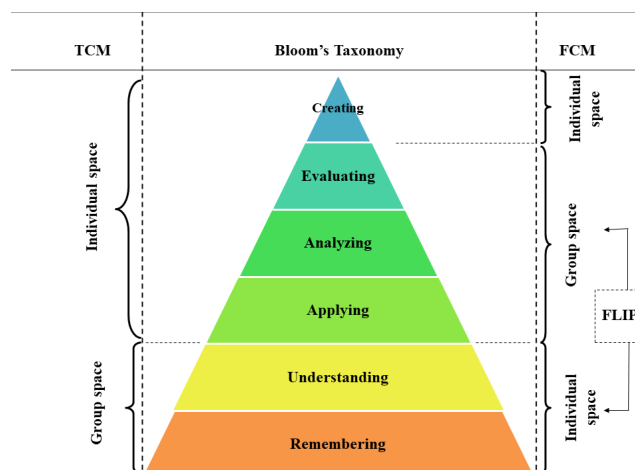 TCM
Bloom's Taxonomy
FCM
Creating
Evaluating
Analyzing
Applying
Understanding
Remembering
Individual space
Group space
Individual
space
Group space
Individual
space
FLIP